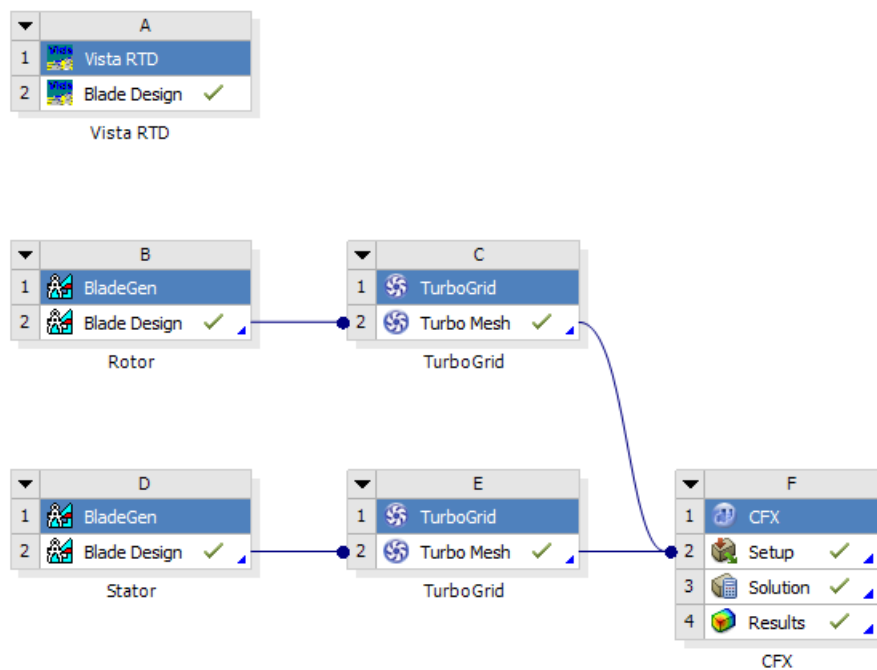 A
1 Vista RTD
2 Blade Design
Vista RTD
B
1 BladeGen
2 Blade Design
Rotor
C
1 TurboGrid
2 Turbo Mesh
TurboGrid
D
1 BladeGen
2 Blade Design
Stator
E
1 TurboGrid
2 Turbo Mesh
TurboGrid
F
1 CFX
2 Setup
3 Solution
4 Results
CFX